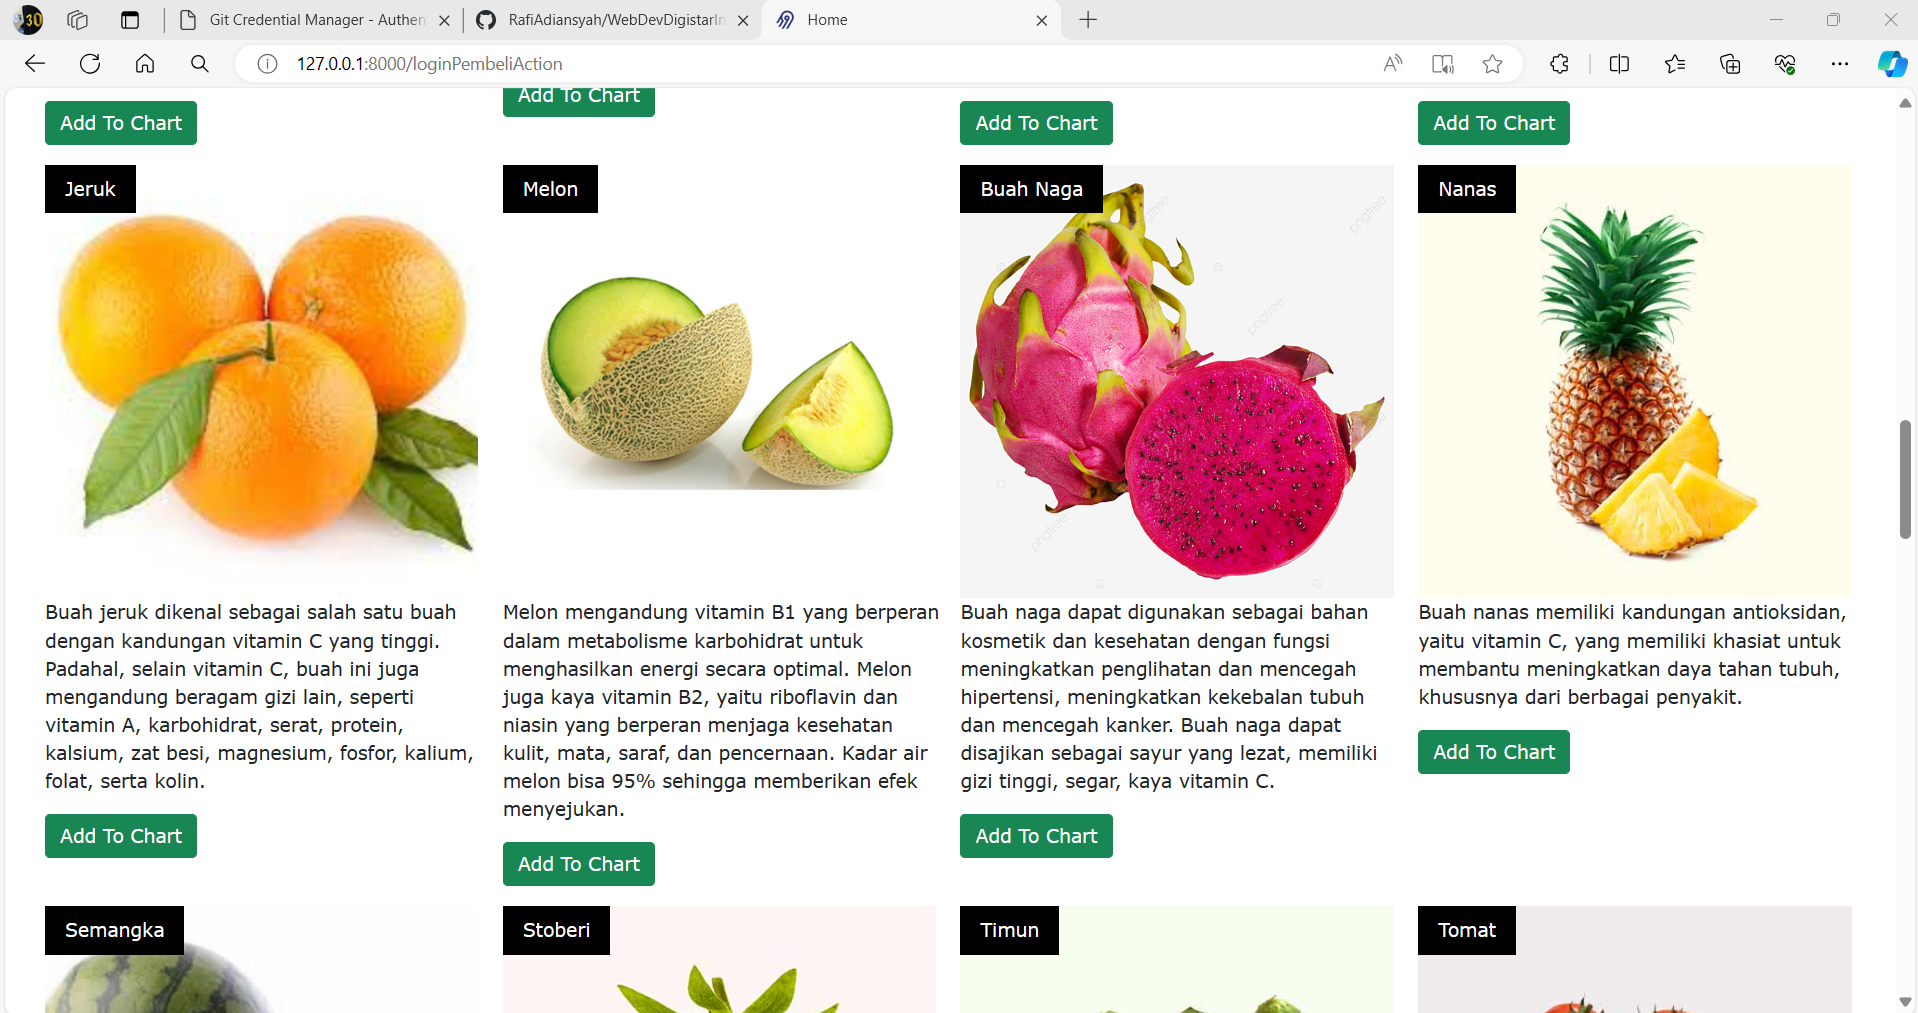 30
Git Credential Manager - Authen
RafiAdiansyah/WebDevDigistarIn
Home
127.0.0.1:8000/loginPembeliAction
Add To Chart
Add To Chart
Add To Chart
Add To Chart
Jeruk
Melon
Buah Naga
Nanas
pngtree
pngtree
pngtree
pngtree
Buah jeruk dikenal sebagai salah satu buah
dengan kandungan vitamin C yang tinggi.
Padahal, selain vitamin C, buah ini juga
mengandung beragam gizi lain, seperti
vitamin A, karbohidrat, serat, protein,
kalsium, zat besi, magnesium, fosfor, kalium,
folat, serta kolin.
Add To Chart
Melon mengandung vitamin B1 yang berperan
dalam metabolisme karbohidrat untuk
menghasilkan energi secara optimal. Melon
juga kaya vitamin B2, yaitu riboflavin dan
niasin yang berperan menjaga kesehatan
kulit, mata, saraf, dan pencernaan. Kadar air
melon bisa 95% sehingga memberikan efek
menyejukan.
Add To Chart
Buah naga dapat digunakan sebagai bahan
kosmetik dan kesehatan dengan fungsi
meningkatkan penglihatan dan mencegah
hipertensi, meningkatkan kekebalan tubuh
dan mencegah kanker. Buah naga dapat
disajikan sebagai sayur yang lezat, memiliki
gizi tinggi, segar, kaya vitamin C.
Add To Chart
Buah nanas memiliki kandungan antioksidan,
yaitu vitamin C, yang memiliki khasiat untuk
membantu meningkatkan daya tahan tubuh,
khususnya dari berbagai penyakit.
Add To Chart
Semangka
Stoberi
Timun
Tomat